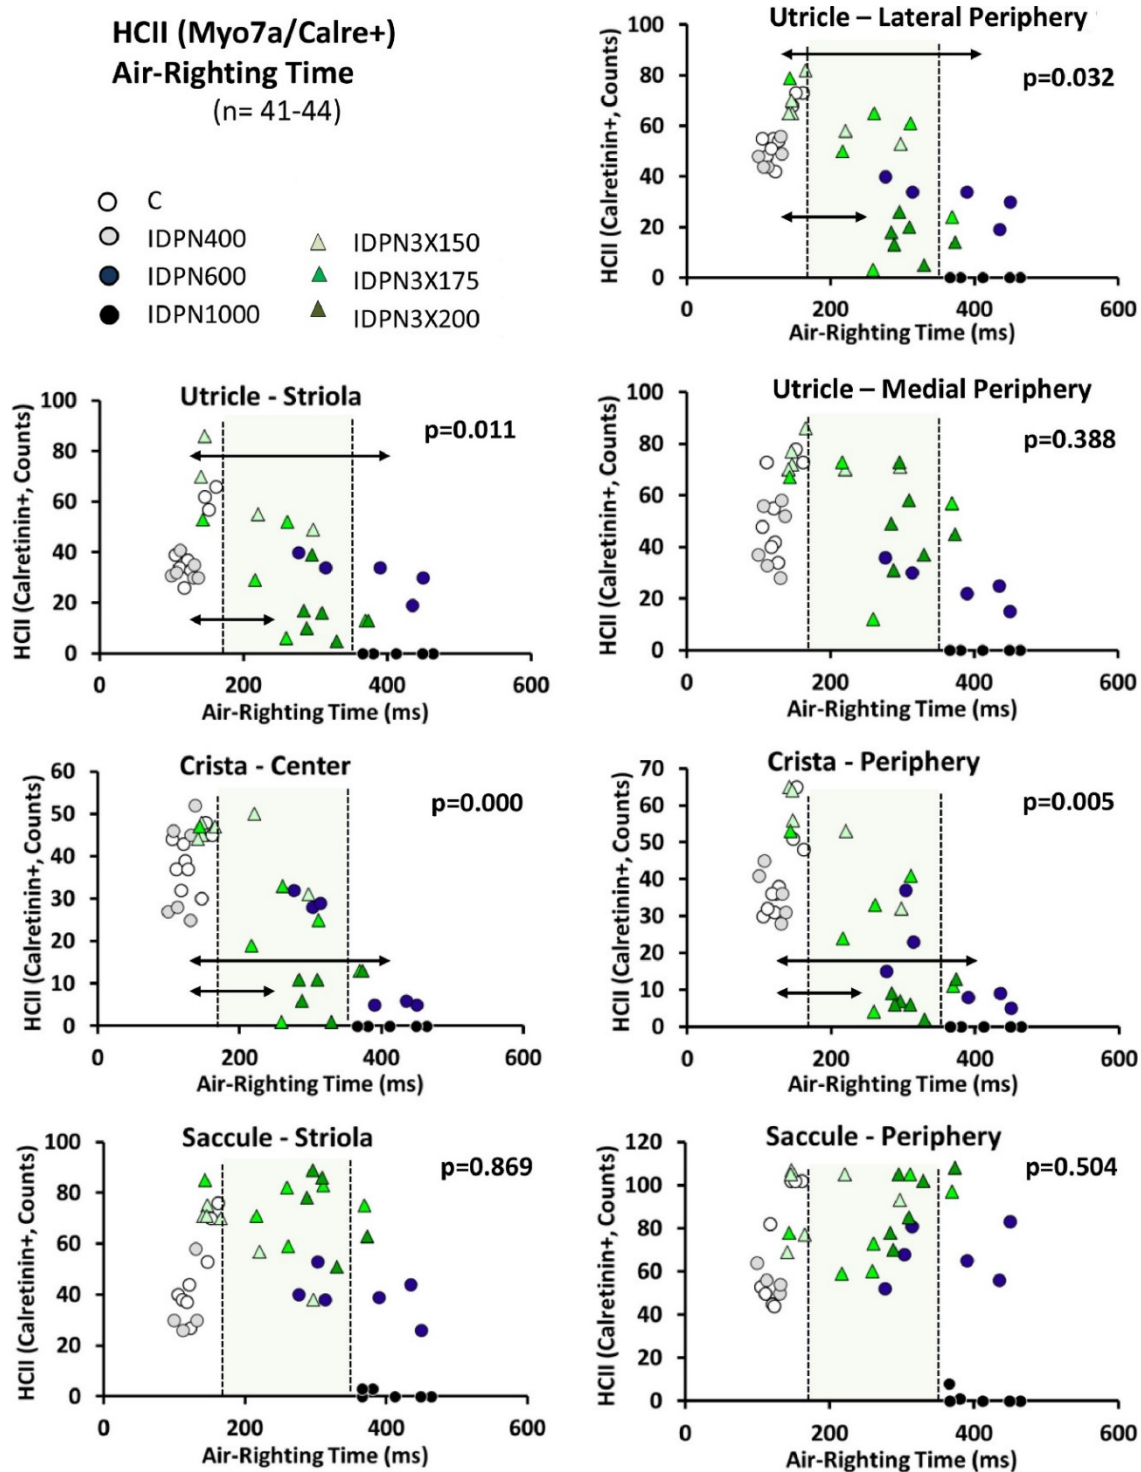 HCII (Myo7a/Calre+)
Air-Righting Time
(n= 41-44)
C
IDPN400
IDPN600
IDPN1000
IDPN3X150
IDPN3X175
IDPN3X200
Utricle – Lateral Periphery
p=0.032
HCII (Calretinin+, Counts)
100
80
60
40
20
0
0 200 400 600
Air-Righting Time (ms)
Utricle - Striola
p=0.011
HCII (Calretinin+, Counts)
100
80
60
40
20
0
0 200 400 600
Air-Righting Time (ms)
Utricle – Medial Periphery
p=0.388
HCII (Calretinin+, Counts)
100
80
60
40
20
0
0 200 400 600
Air-Righting Time (ms)
Crista - Center
p=0.000
HCII (Calretinin+, Counts)
60
50
40
30
20
10
0
0 200 400 600
Air-Righting Time (ms)
Crista - Periphery
p=0.005
HCII (Calretinin+, Counts)
70
60
50
40
30
20
10
0
0 200 400 600
Air-Righting Time (ms)
Saccule - Striola
p=0.869
HCII (Calretinin+, Counts)
100
80
60
40
20
0
0 200 400 600
Air-Righting Time (ms)
Saccule - Periphery
p=0.504
HCII (Calretinin+, Counts)
120
100
80
60
40
20
0
0 200 400 600
Air-Righting Time (ms)